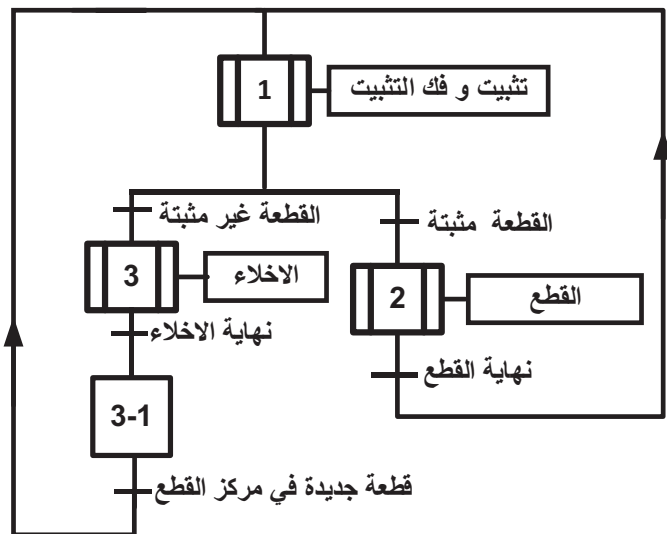 1
تثبيت و فك التثبيت
القطعة غير مثبتة
القطعة مثبتة
3
الاخلاء
2
القطع
نهاية الاخلاء
نهاية القطع
3-1
قطعة جديدة في مركز القطع